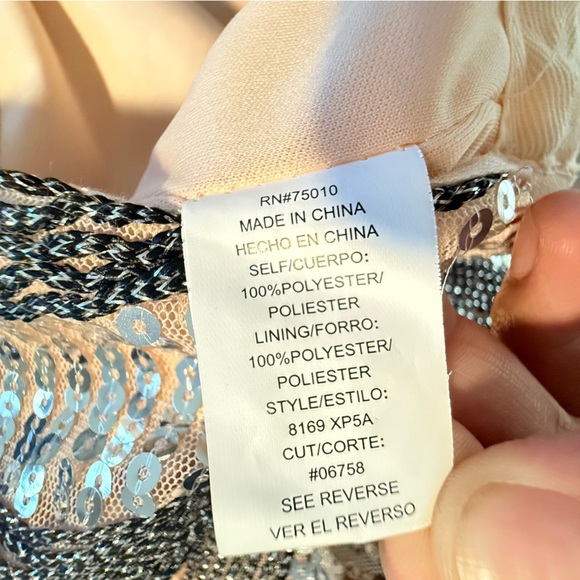 RN#75010
MADE IN CHINA
HECHO EN CHINA
SELF/CUERPO:
100%POLYESTER/
POLIESTER
LINING/FORRO:
100%POLYESTER/
POLIESTER
STYLE/ESTILO:
8169 XP5A
CUT/CORTE:
#06758
SEE REVERSE
VER EL REVERSO